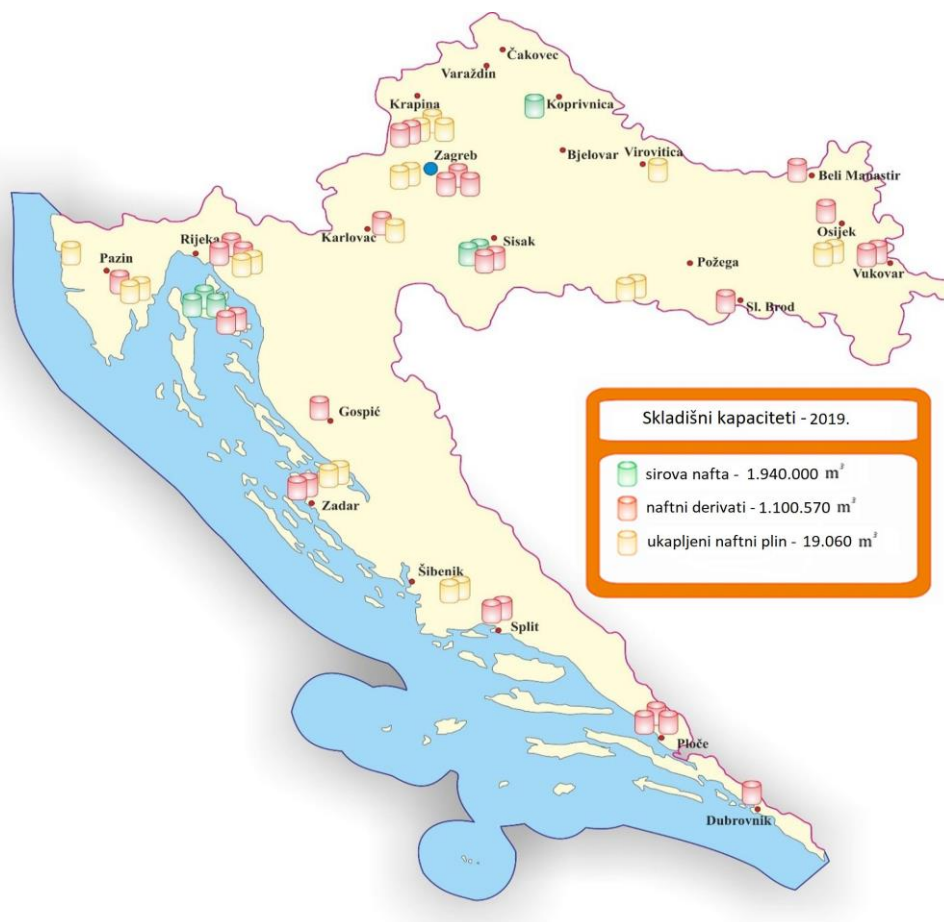 Čakovec
Varaždin
Krapina
Koprivnica
Zagreb
Bjelovar
Virovitica
Beli Manastir
Osijek
Vukovar
Karlovac
Sisak
Požega
Sl. Brod
Rijeka
Pazin
Gospić
Zadar
Šibenik
Split
Ploče
Dubrovnik
Skladišni kapaciteti - 2019.
sirova nafta - 1.940.000 m³
naftni derivati - 1.100.570 m³
ukapljeni naftni plin - 19.060 m³